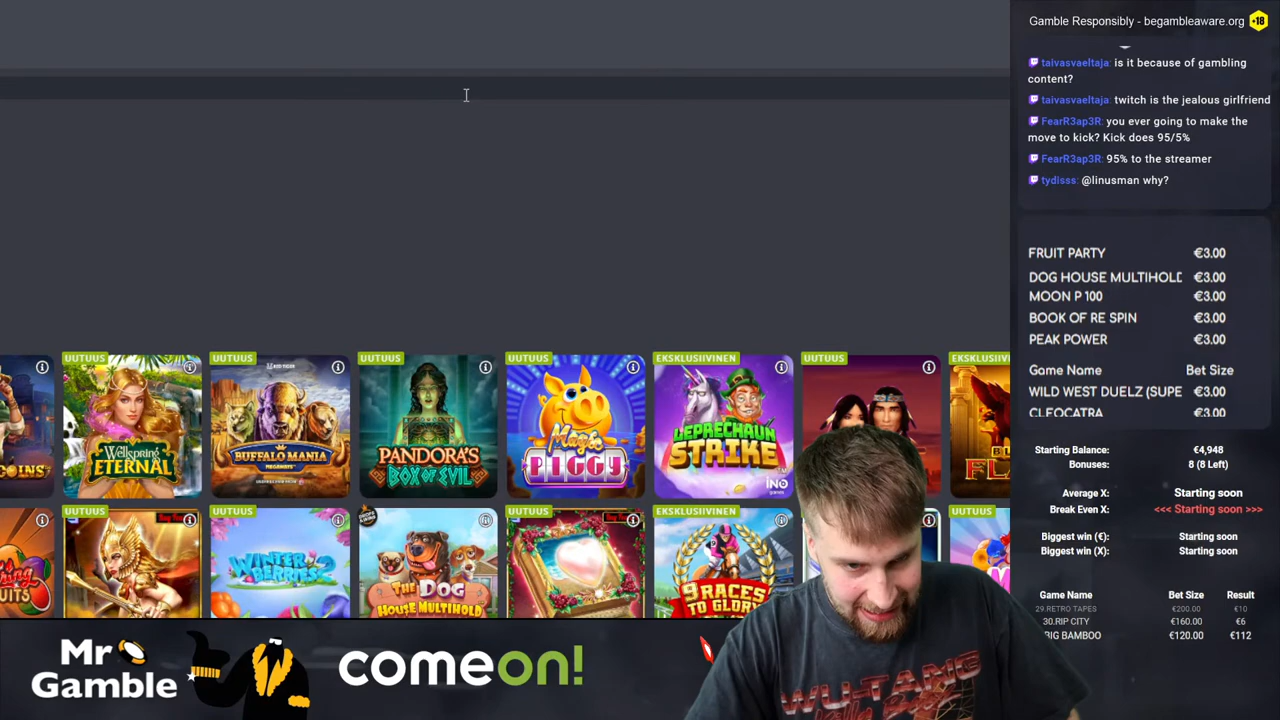 Gamble Responsibly - begambleaware.org +18
taivasvaeltaja: is it because of gambling
content?
taivasvaeltaja: twitch is the jealous girlfriend
FearR3ap3R: you ever going to make the
move to kick? Kick does 95/5%
FearR3ap3R: 95% to the streamer
tydisss: @linusman why?
FRUIT PARTY €3.00
DOG HOUSE MULTIHOLD €3.00
MOON P 100 €3.00
BOOK OF RE SPIN €3.00
PEAK POWER €3.00
Game Name Bet Size
WILD WEST DUELZ (SUPE €3.00
CLEOCATRA €3.00
Starting Balance: €4,948
Bonuses: 8 (8 Left)
Average X: Starting soon
Break Even X: <<< Starting soon >>>
Biggest win (€): Starting soon
Biggest win (X): Starting soon
Game Name Bet Size Result
29.RETRO TAPES €200.00 €10
30.RIP CITY €160.00 €6
BIG BAMBOO €120.00 €112
UUTUUS UUTUUS UUTUUS UUTUUS EKSKLUSIIVINEN UUTUUS
COINS
Wellspring
ETERNAL
RED TIGER
BUFFALO MANIA
MEGAWAYS
PANDORA'S
BOX OF EVIL
Magic
PIGGY
LEPRECHAUN
STRIKE
INO
games
UUTUUS UUTUUS EKSKLUSIIVINEN UUTUUS
WINTER
BERRIES 2
THE DOG
HOUSE MULTIHOLD
9 RACES
TO GLORY
Mr
Gamble
comeon!
WU-TANG